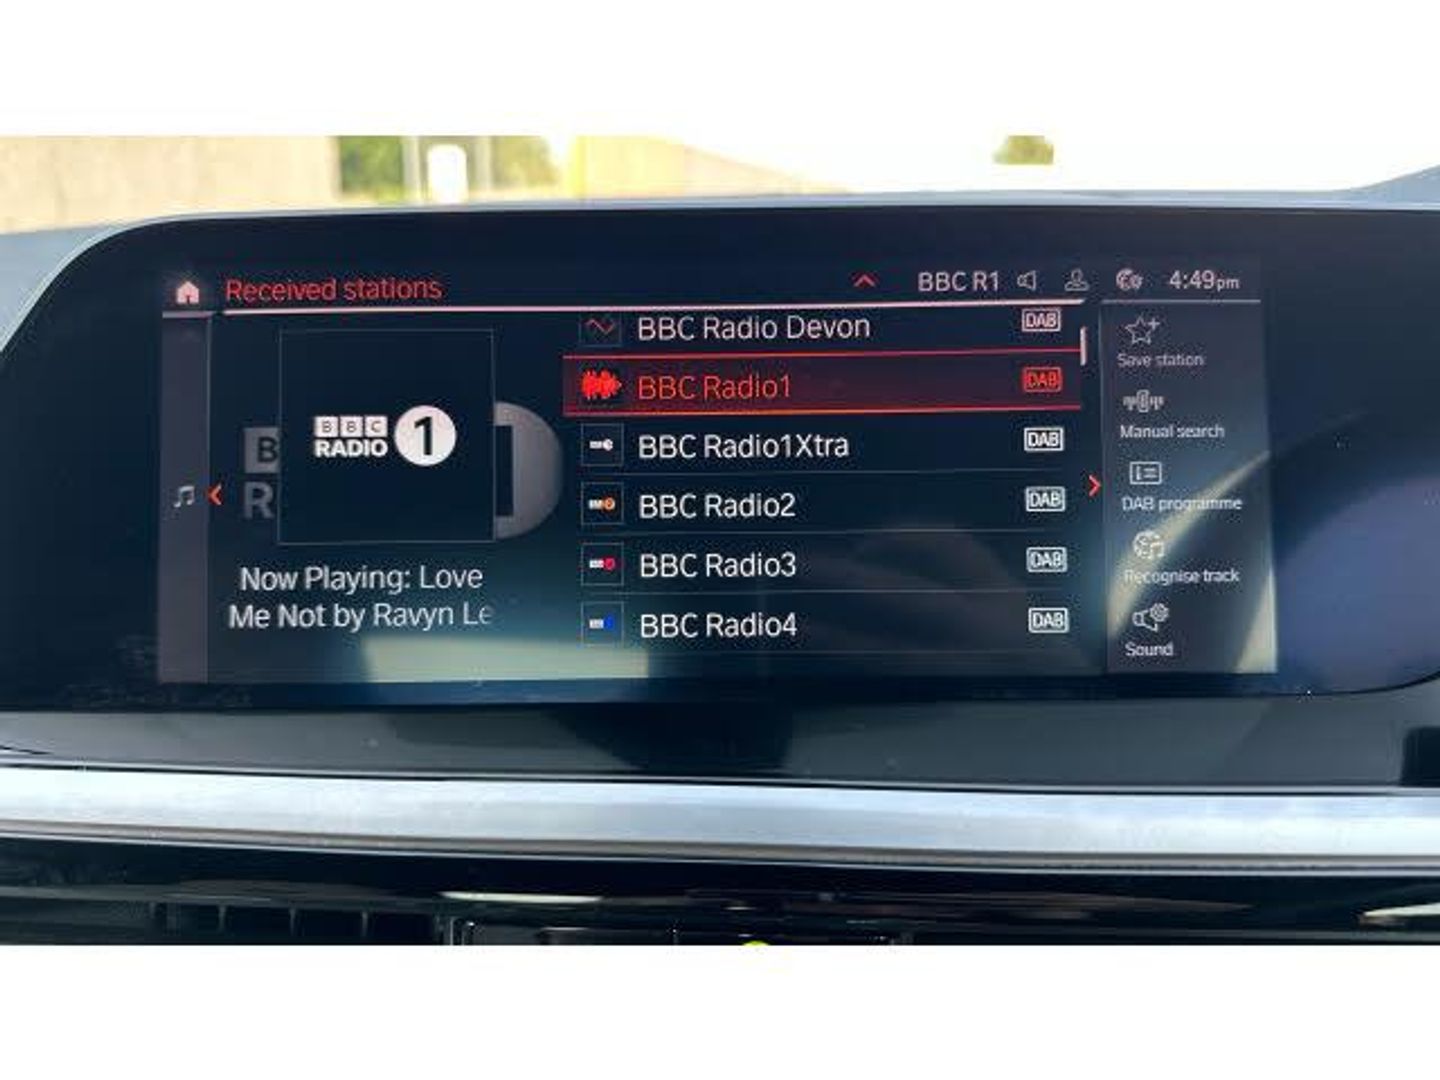 Received stations
BBC R1
4:49pm
BBC Radio Devon
DAB
BBC Radio1
DAB
BBC Radio1Xtra
DAB
BBC Radio2
DAB
BBC Radio3
DAB
BBC Radio4
DAB
BBC
RADIO 1
B
R
Now Playing: Love
Me Not by Ravyn Le
Save station
Manual search
DAB programme
Recognise track
Sound